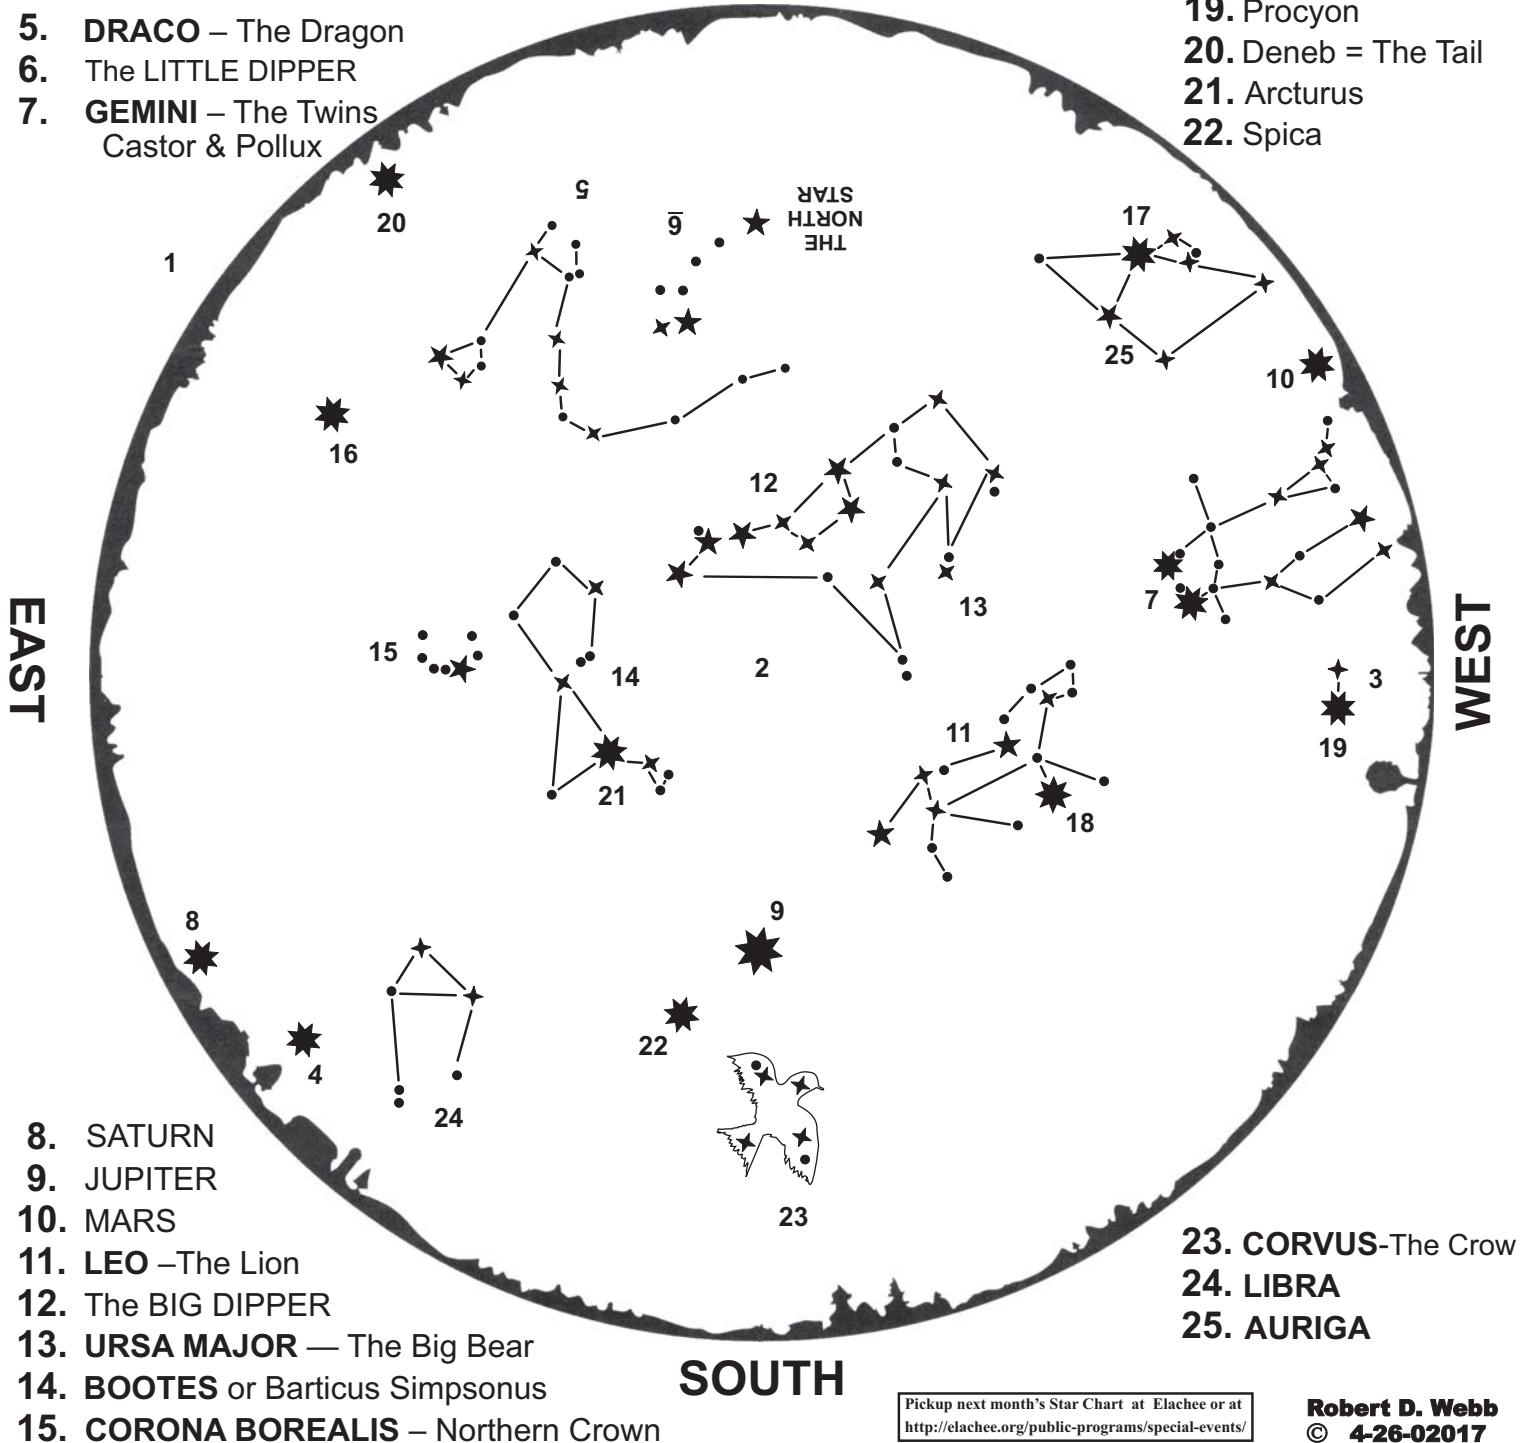 5. DRACO – The Dragon
6. The LITTLE DIPPER
7. GEMINI – The Twins
Castor & Pollux
19. Procyon
20. Deneb = The Tail
21. Arcturus
22. Spica
THE
NORTH
STAR
5
6
17
20
1
25
10
16
12
13
7
15
14
2
3
11
19
21
18
8
9
22
4
24
23
EAST
WEST
SOUTH
8. SATURN
9. JUPITER
10. MARS
11. LEO –The Lion
12. The BIG DIPPER
13. URSA MAJOR — The Big Bear
14. BOOTES or Barticus Simpsonus
15. CORONA BOREALIS – Northern Crown
23. CORVUS-The Crow
24. LIBRA
25. AURIGA
Pickup next month's Star Chart at Elachee or at
http://elachee.org/public-programs/special-events/
Robert D. Webb
© 4-26-02017